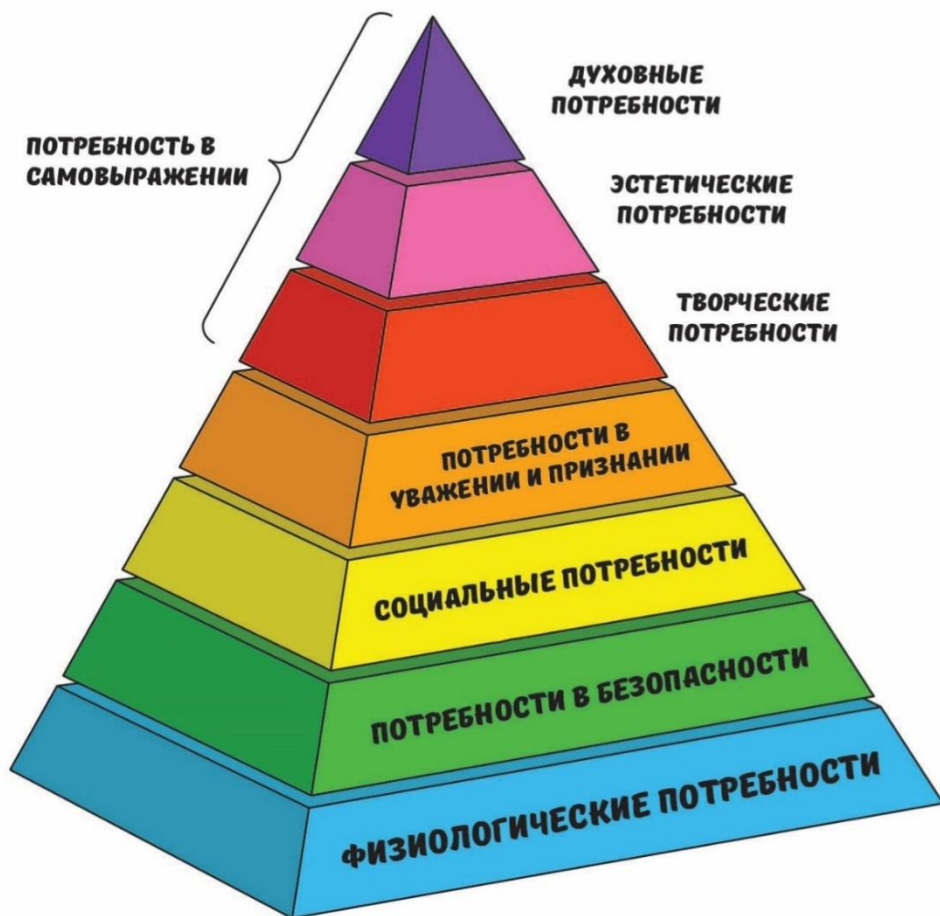 ДУХОВНЫЕ
ПОТРЕБНОСТИ
ПОТРЕБНОСТЬ В
САМОВЫРАЖЕНИИ
ЭСТЕТИЧЕСКИЕ
ПОТРЕБНОСТИ
ТВОРЧЕСКИЕ
ПОТРЕБНОСТИ
ПОТРЕБНОСТИ В
УВАЖЕНИИ И ПРИЗНАНИИ
СОЦИАЛЬНЫЕ ПОТРЕБНОСТИ
ПОТРЕБНОСТИ В БЕЗОПАСНОСТИ
ФИЗИОЛОГИЧЕСКИЕ ПОТРЕБНОСТИ